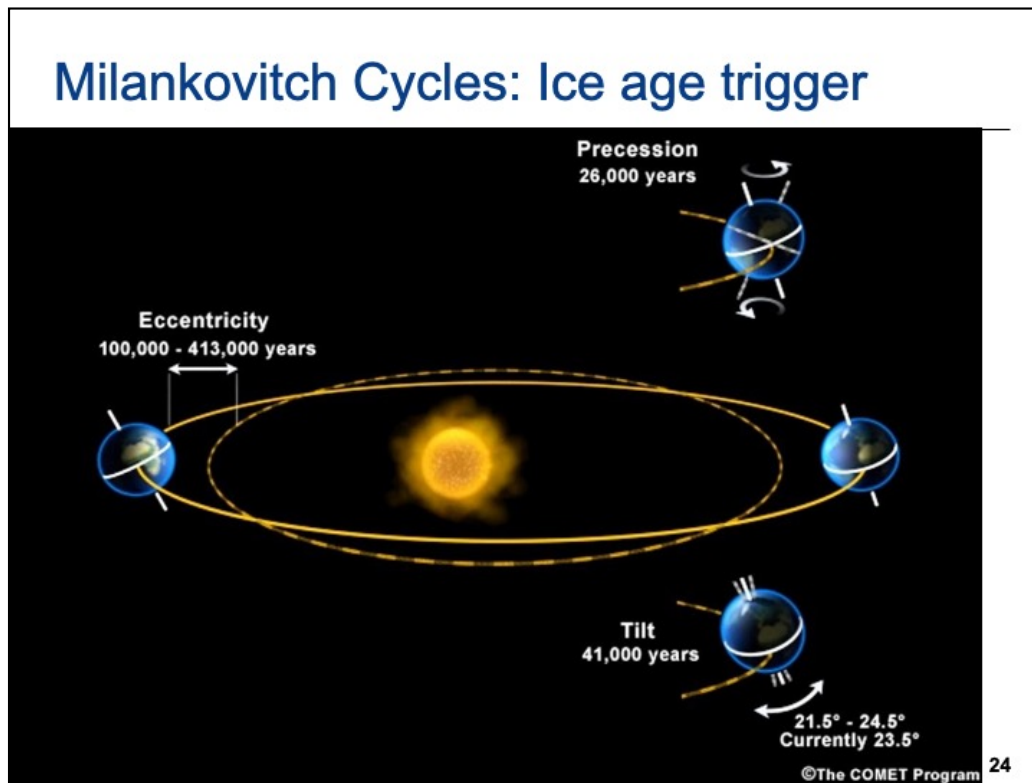 Milankovitch Cycles: Ice age trigger
Precession
26,000 years
Eccentricity
100,000 - 413,000 years
Tilt
41,000 years
21.5° - 24.5°
Currently 23.5°
©The COMET Program
24